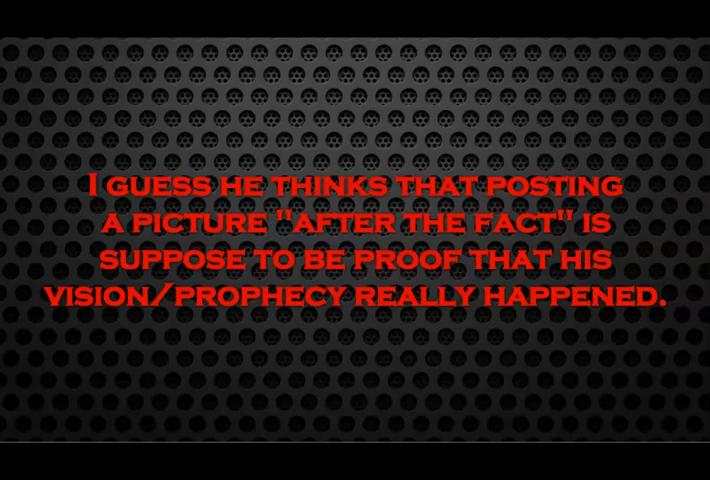 I guess he thinks that posting
a picture "after the fact" is
suppose to be proof that his
vision/prophecy really happened.